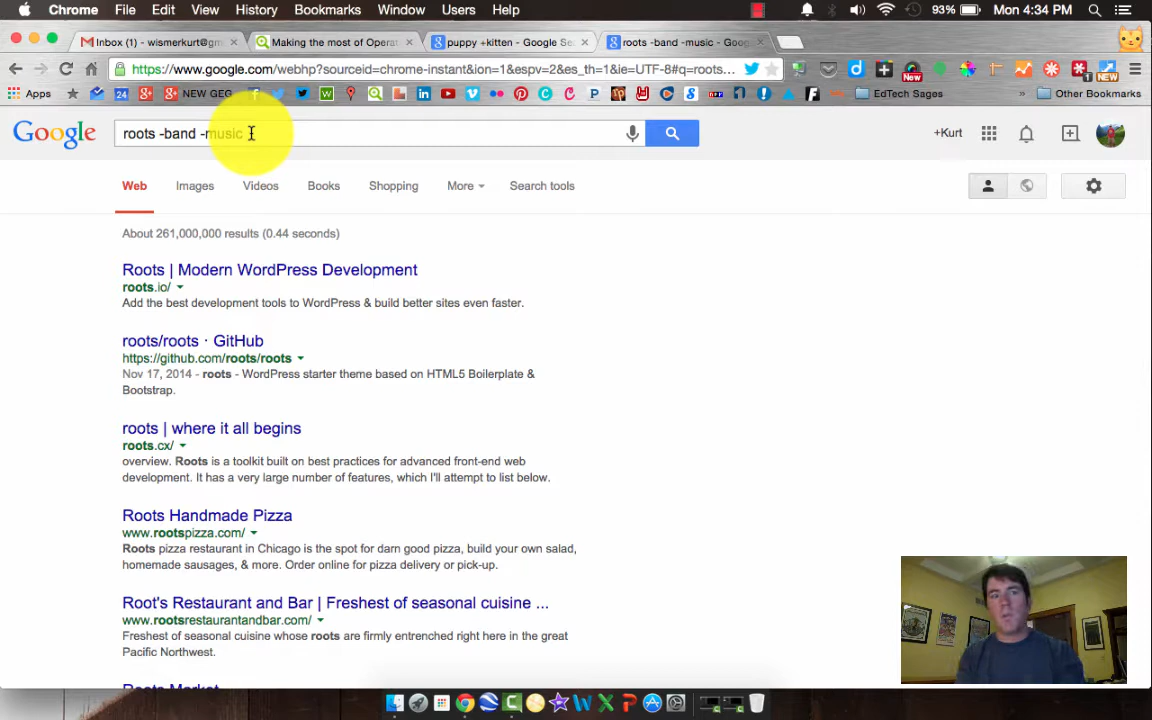 Chrome File Edit View History Bookmarks Window Users Help 93% Mon 4:34 PM
Inbox (1) - wismerkurt@gm Making the most of Operat puppy +kitten - Google Se roots -band -music - Goog
https://www.google.com/webhp?sourceid=chrome-instant&ion=1&espv=2&es_th=1&ie=UTF-8#q=roots... New NEW
Apps 24 NEW GEG EdTech Sages Other Bookmarks
Google roots -band -music +Kurt
Web Images Videos Books Shopping More Search tools
About 261,000,000 results (0.44 seconds)
Roots | Modern WordPress Development
roots.io/
Add the best development tools to WordPress & build better sites even faster.
roots/roots · GitHub
https://github.com/roots/roots
Nov 17, 2014 - roots - WordPress starter theme based on HTML5 Boilerplate &
Bootstrap.
roots | where it all begins
roots.cx/
overview. Roots is a toolkit built on best practices for advanced front-end web
development. It has a very large number of features, which I'll attempt to list below.
Roots Handmade Pizza
www.rootspizza.com/
Roots pizza restaurant in Chicago is the spot for darn good pizza, build your own salad,
homemade sausages, & more. Order online for pizza delivery or pick-up.
Root's Restaurant and Bar | Freshest of seasonal cuisine ...
www.rootsrestaurantandbar.com/
Freshest of seasonal cuisine whose roots are firmly entrenched right here in the great
Pacific Northwest.
Roots Market